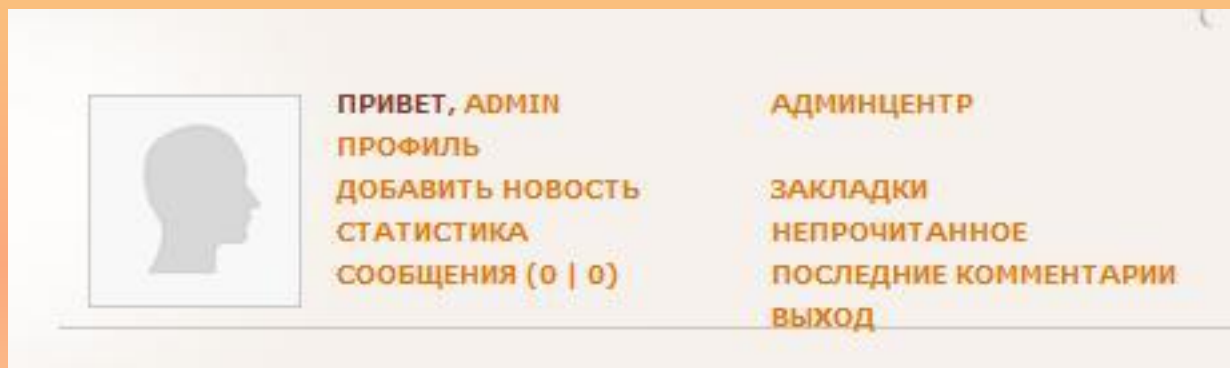 ПРИВЕТ, ADMIN
ПРОФИЛЬ
ДОБАВИТЬ НОВОСТЬ
СТАТИСТИКА
СООБЩЕНИЯ (0 | 0)
АДМИНЦЕНТР
ЗАКЛАДКИ
НЕПРОЧИТАННОЕ
ПОСЛЕДНИЕ КОММЕНТАРИИ
ВЫХОД